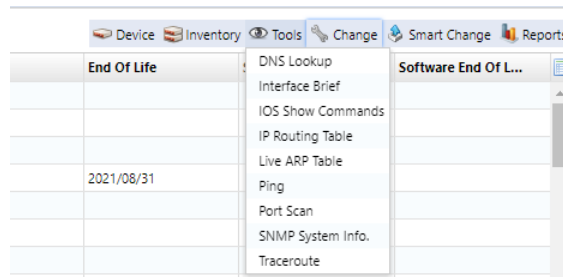 Device Inventory Tools Change Smart Change Reports
End Of Life Software End Of L...
DNS Lookup
Interface Brief
IOS Show Commands
IP Routing Table
Live ARP Table
2021/08/31
Ping
Port Scan
SNMP System Info.
Traceroute